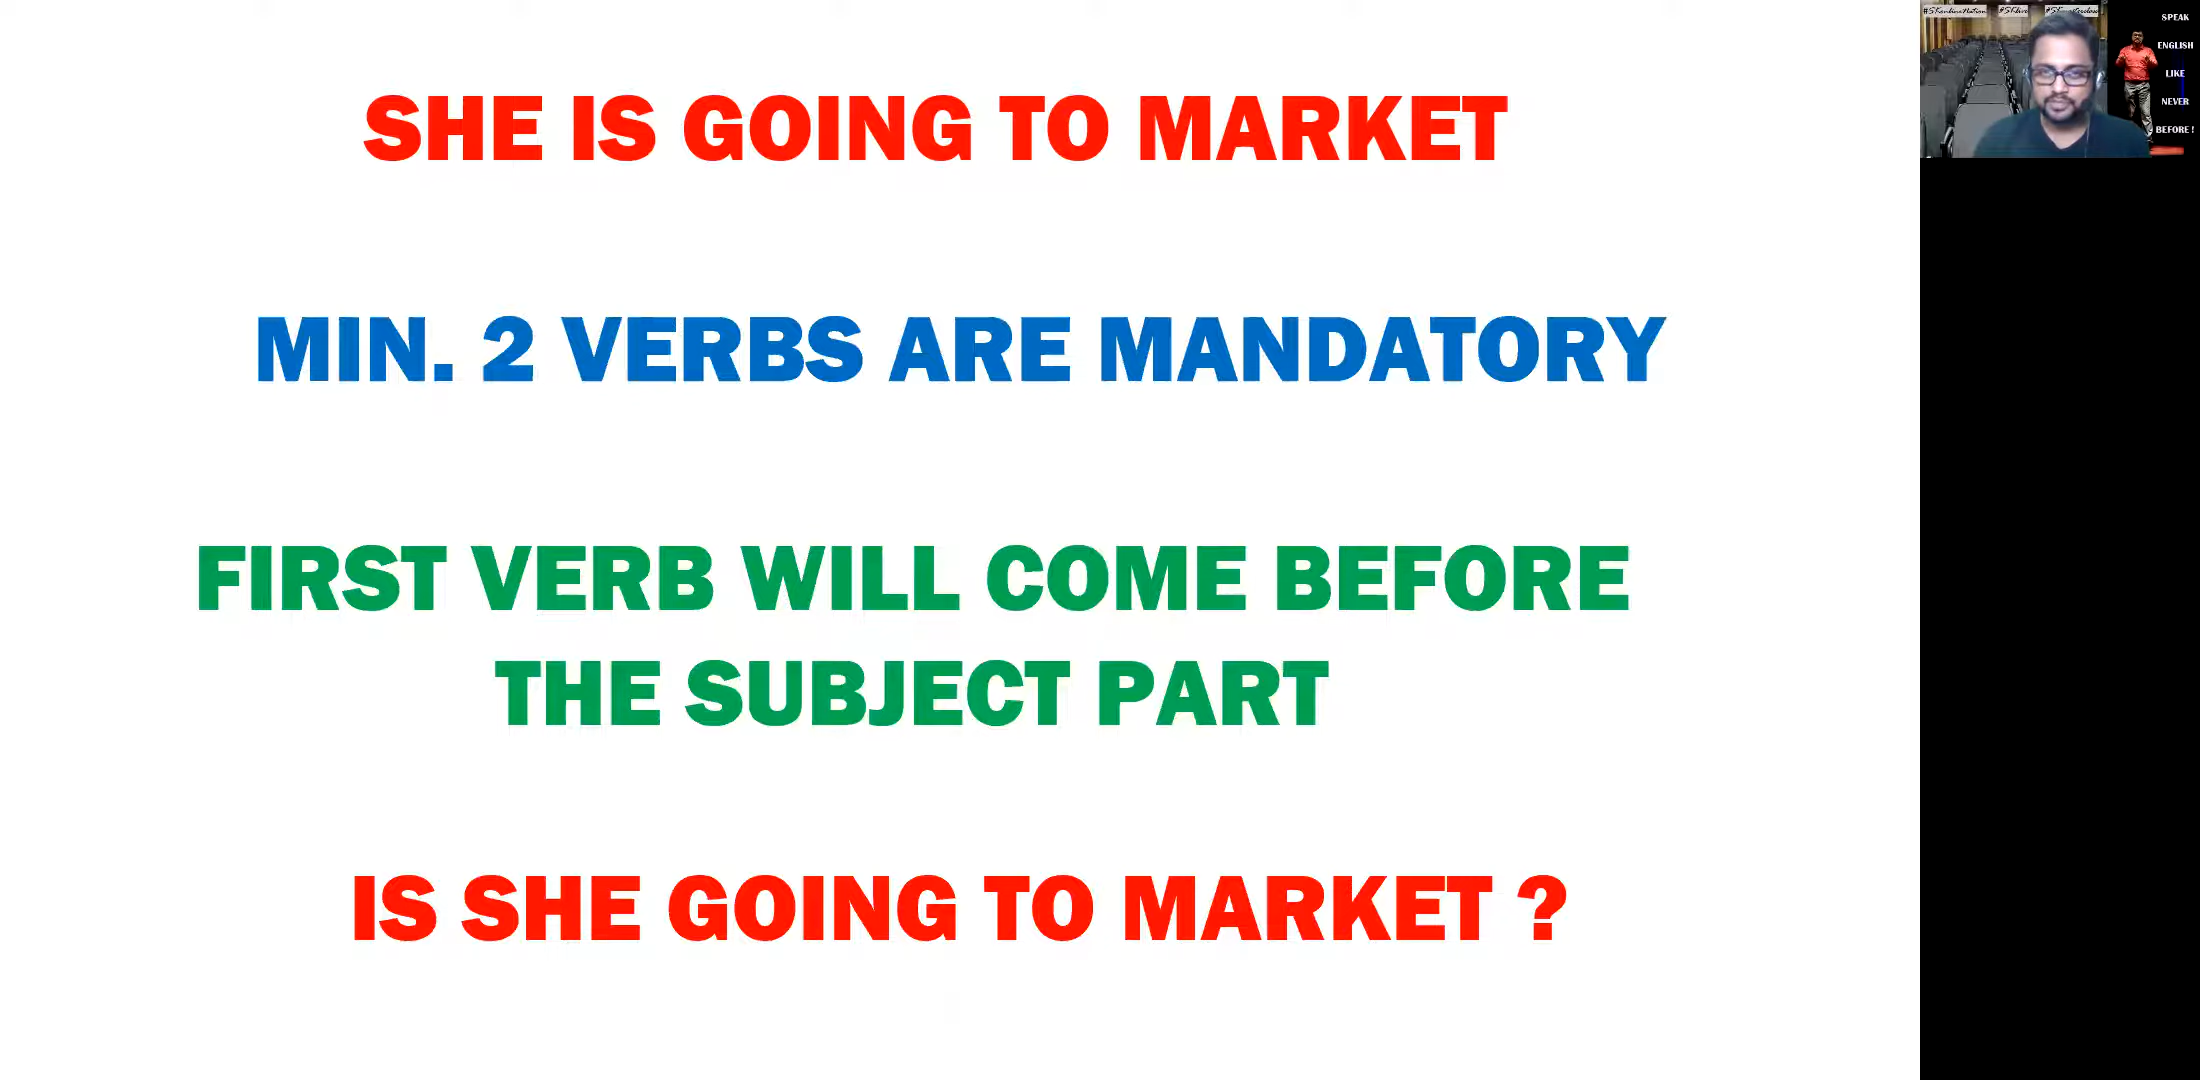 SHE IS GOING TO MARKET
MIN. 2 VERBS ARE MANDATORY
FIRST VERB WILL COME BEFORE
THE SUBJECT PART
IS SHE GOING TO MARKET ?
SPEAK
ENGLISH
LIKE
NEVER
BEFORE !